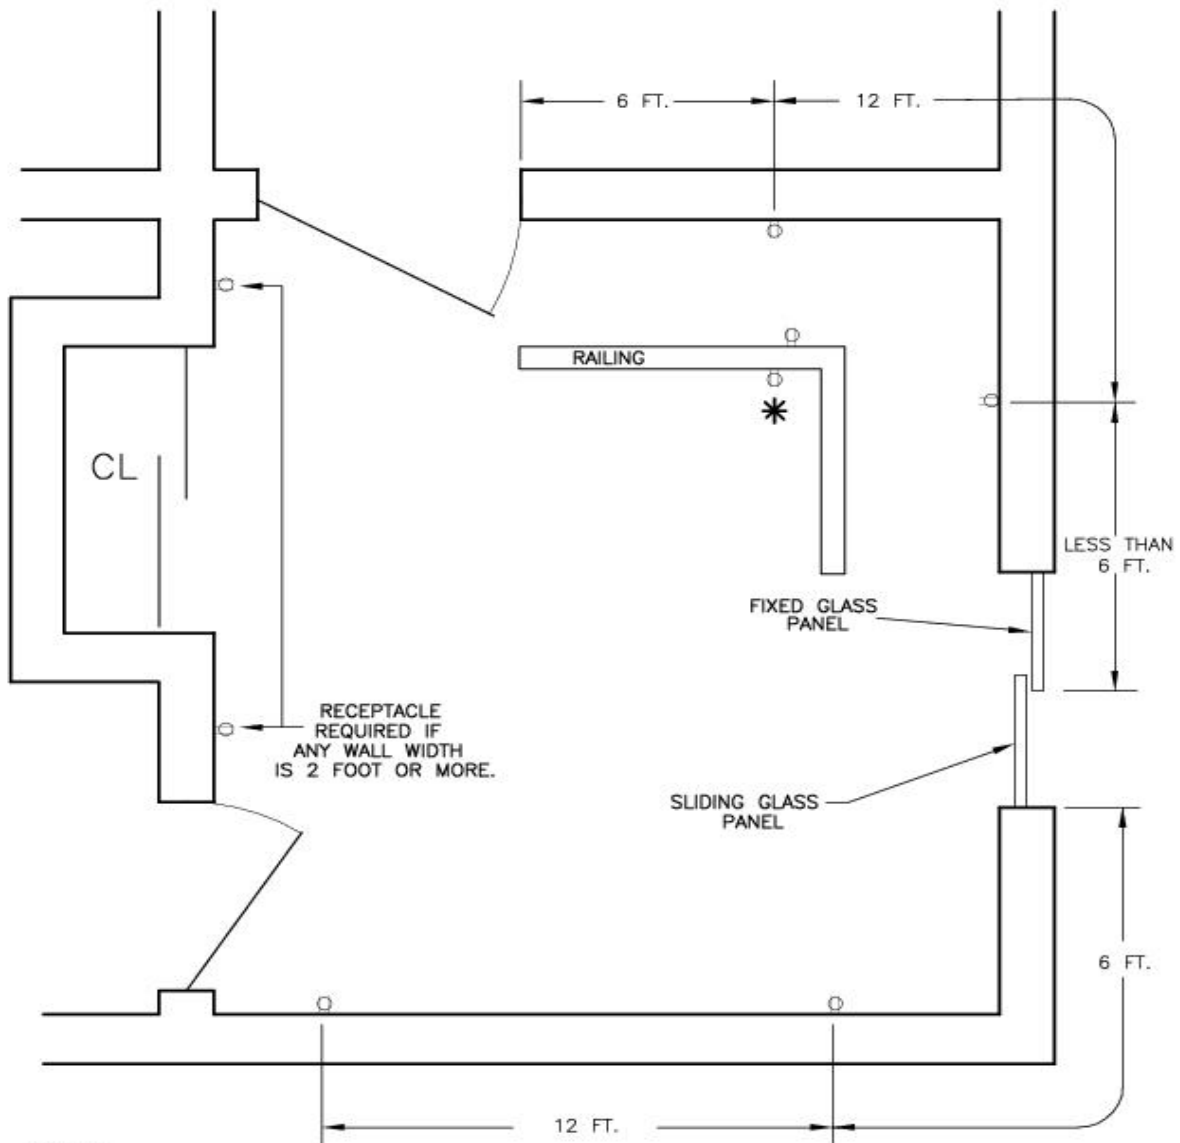 6 FT.
12 FT.
RAILING
CL
LESS THAN
6 FT.
FIXED GLASS
PANEL
RECEPTACLE
REQUIRED IF
ANY WALL WIDTH
IS 2 FOOT OR MORE.
SLIDING GLASS
PANEL
6 FT.
12 FT.